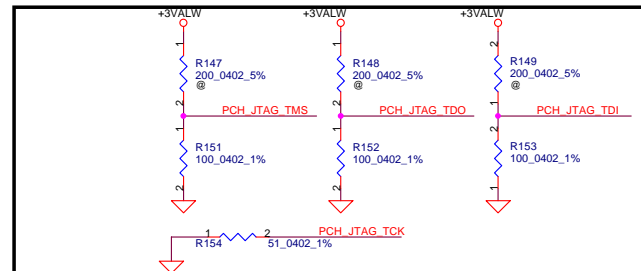 +3VALW +3VALW +3VALW
1 1 2
R147 R148 R149
200_0402_5% 200_0402_5% 200_0402_5%
@ @ @
2 2 1
PCH_JTAG_TMS PCH_JTAG_TDO PCH_JTAG_TDI
1 1 2
R151 R152 R153
100_0402_1% 100_0402_1% 100_0402_1%
2 2 1
1 2 PCH_JTAG_TCK
R154 51_0402_1%